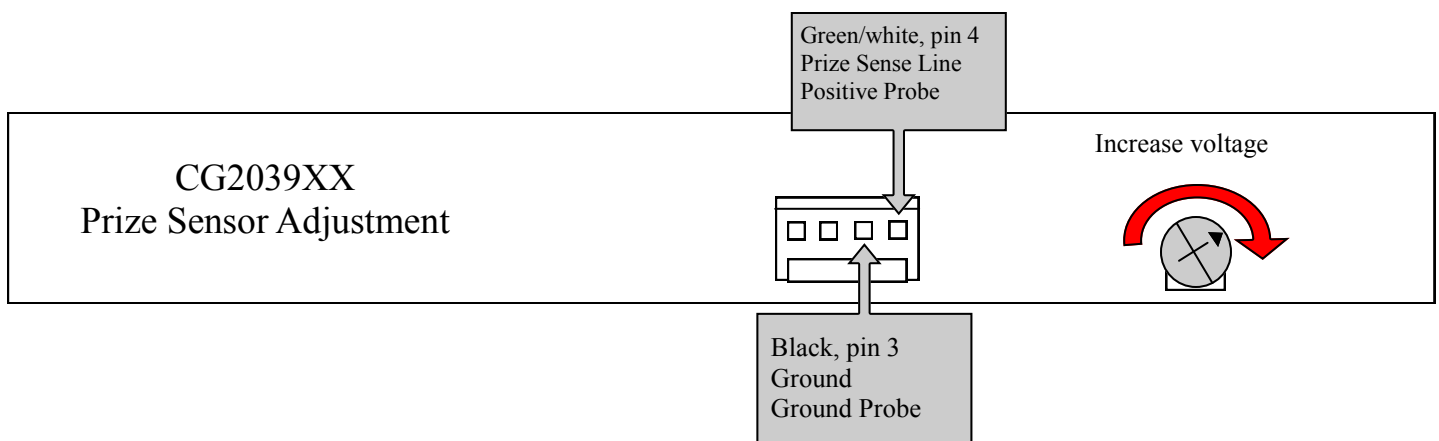 Green/white, pin 4
Prize Sense Line
Positive Probe
CG2039XX
Prize Sensor Adjustment
Increase voltage
Black, pin 3
Ground
Ground Probe